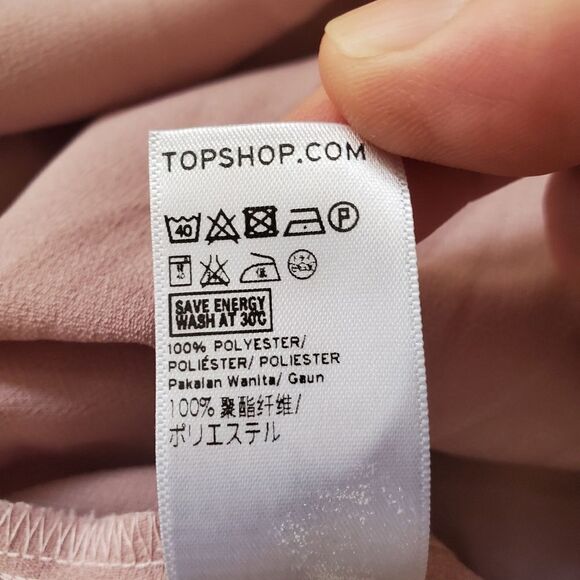 TOPSHOP.COM
40 P
SAVE ENERGY
WASH AT 30C
100% POLYESTER/
POLIÉSTER/ POLIESTER
Pakaian Wanita/ Gaun
100% 聚酯纤维/
ポリエステル